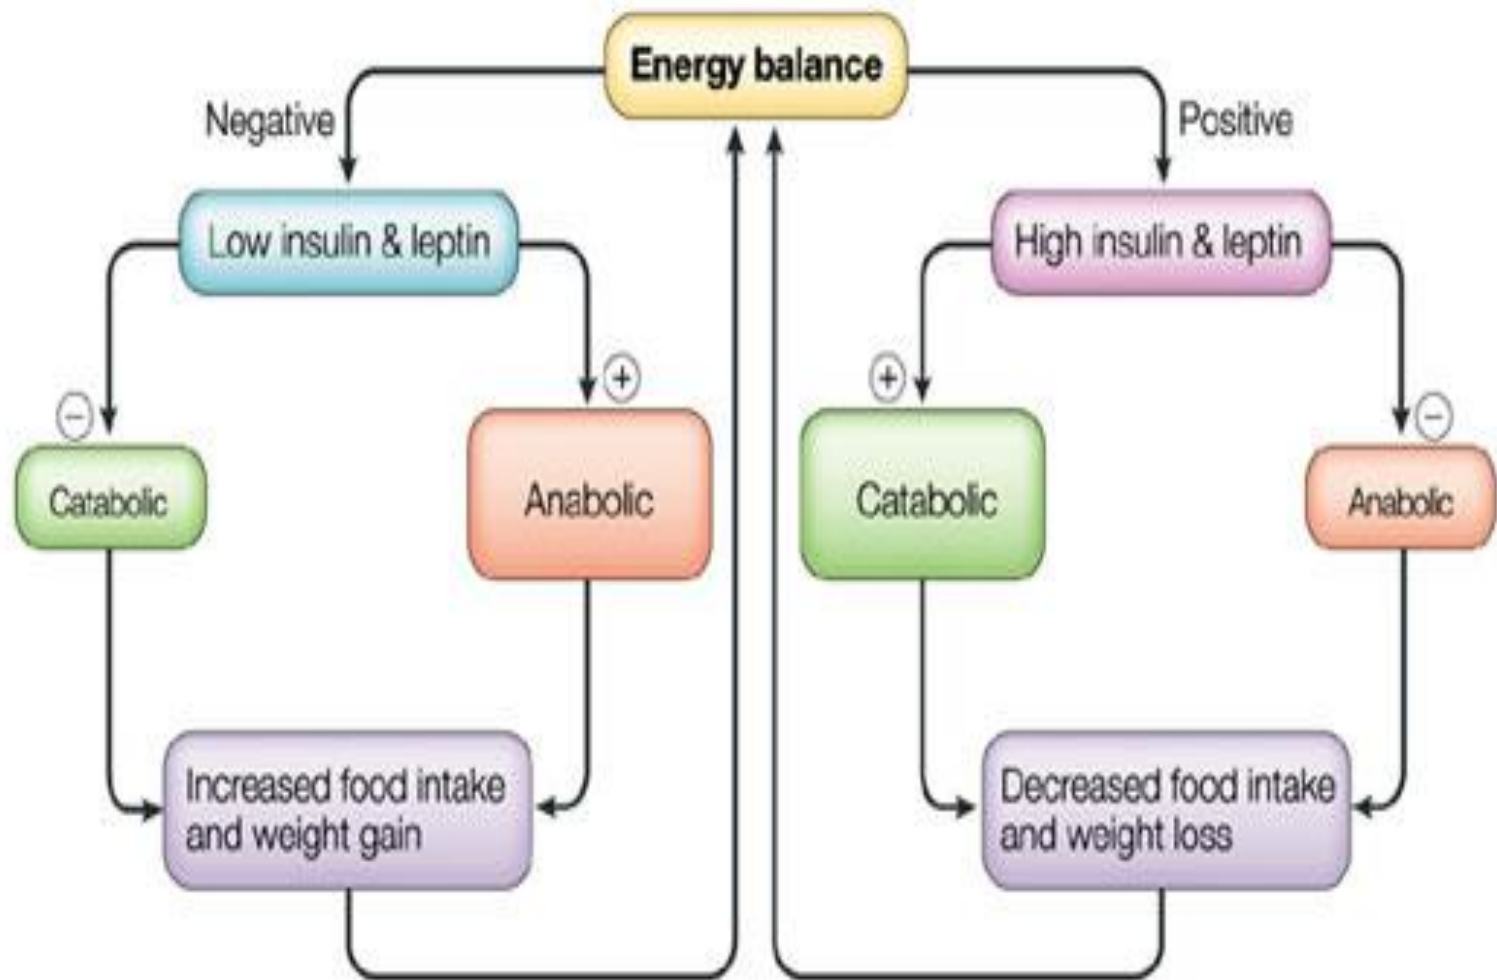 Energy balance
Negative
Positive
Low insulin & leptin
High insulin & leptin
+
+
−
−
Catabolic
Anabolic
Catabolic
Anabolic
Increased food intake
and weight gain
Decreased food intake
and weight loss